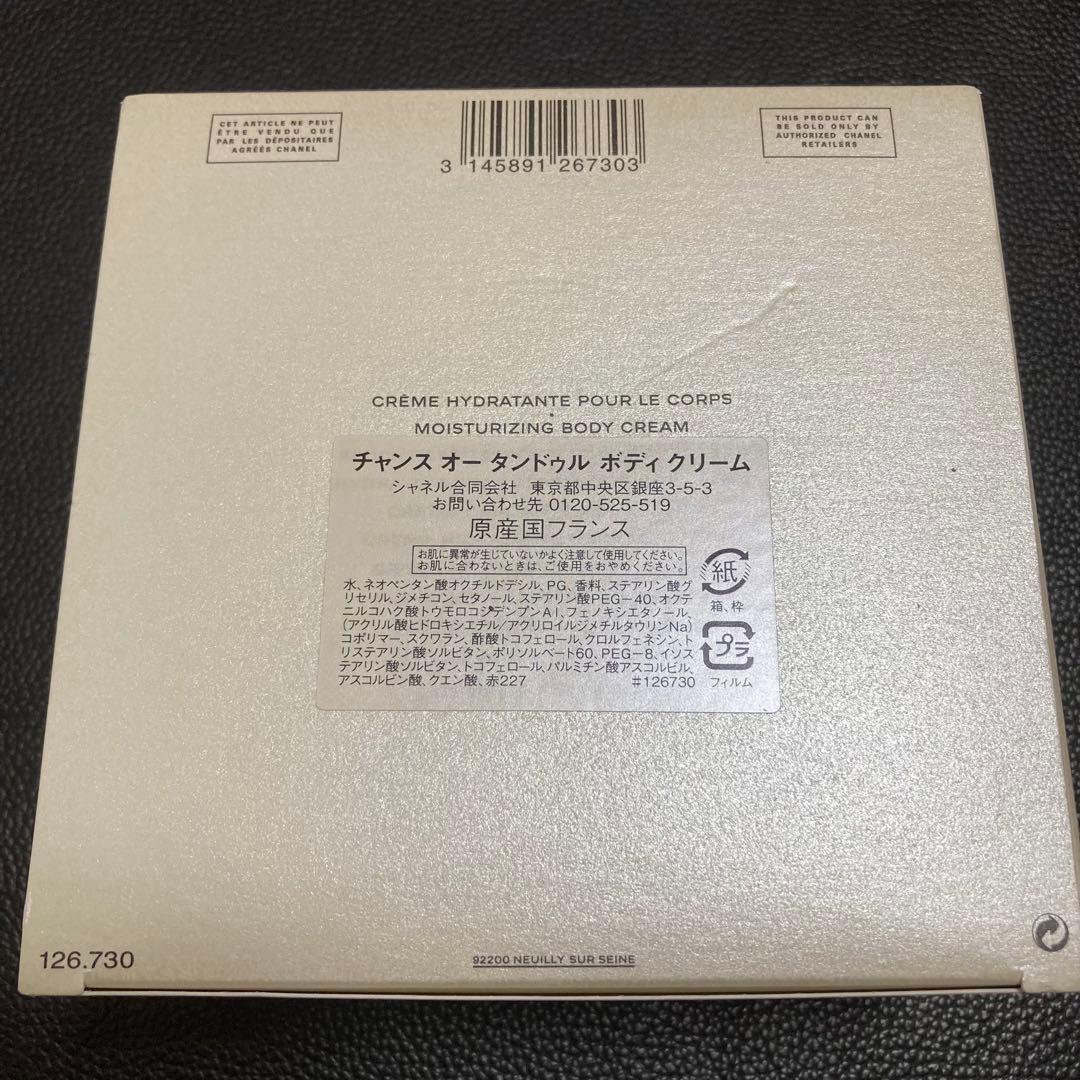 CET ARTICLE NE PEUT
ÊTRE VENDU QUE
PAR LES DÉPOSITAIRES
AGRÉÉS CHANEL
3 145891 267303
THIS PRODUCT CAN
BE SOLD ONLY BY
AUTHORIZED CHANEL
RETAILERS
CRÈME HYDRATANTE POUR LE CORPS
MOISTURIZING BODY CREAM
チャンス オー タンドゥル ボディ クリーム
シャネル合同会社 東京都中央区銀座3-5-3
お問い合わせ先 0120-525-519
原産国フランス
お肌に異常が生じていないかよく注意して使用してください。
お肌に合わないときは、ご使用をおやめください。
水、ネオペンタン酸オクチルドデシル、PG、香料、ステアリン酸グ
リセリル、ジメチコン、セタノール、ステアリン酸PEG-40、オクテ
ニルコハク酸トウモロコシデンプンAl、フェノキシエタノール、
(アクリル酸ヒドロキシエチル/アクリロイルジメチルタウリンNa)
コポリマー、スクワラン、酢酸トコフェロール、クロルフェネシン、ト
リステアリン酸ソルビタン、ポリソルベート60、PEG-8、イソス
テアリン酸ソルビタン、トコフェロール、パルミチン酸アスコルビル、
アスコルビン酸、クエン酸、赤227 #126730
紙
箱、枠
プラ
フィルム
126.730
92200 NEUILLY SUR SEINE